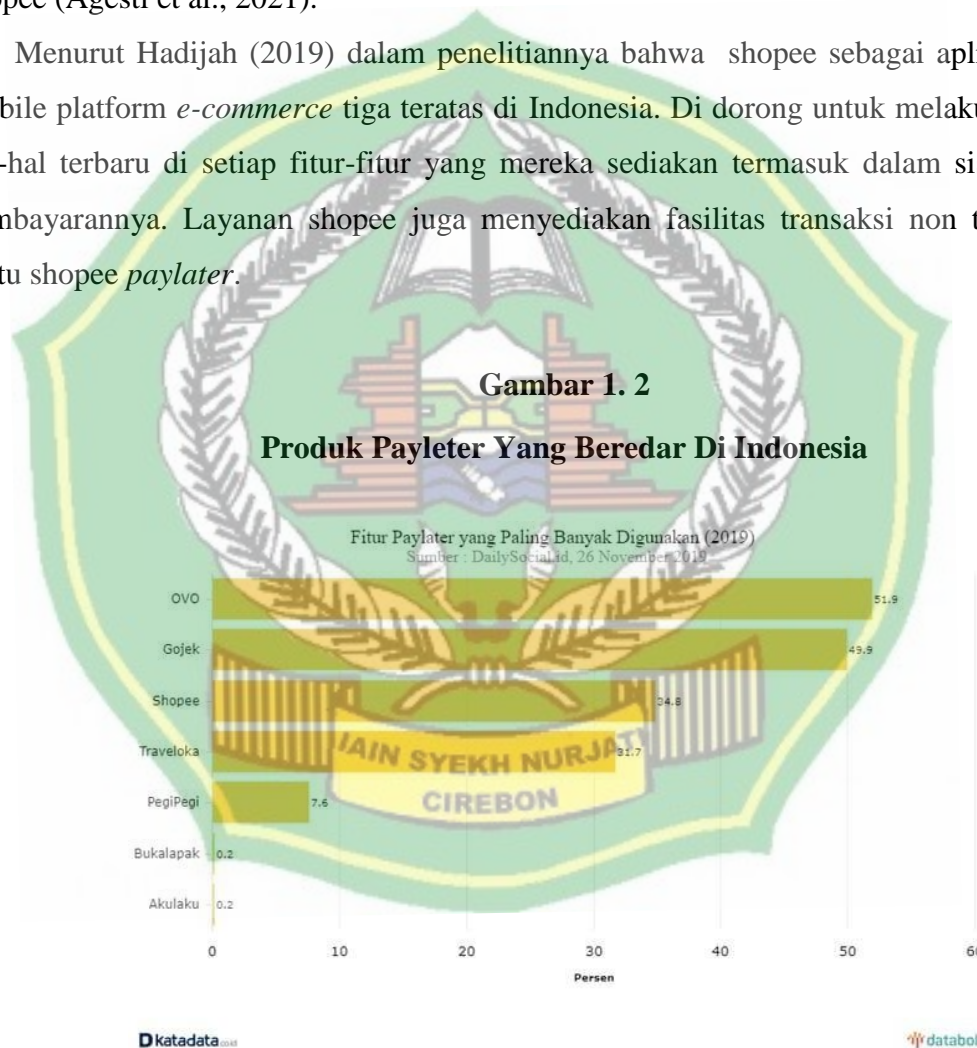 opee (Agesti et al., 2021).
Menurut Hadijah (2019) dalam penelitiannya bahwa shopee sebagai apli
bile platform e-commerce tiga teratas di Indonesia. Di dorong untuk melaku
-hal terbaru di setiap fitur-fitur yang mereka sediakan termasuk dalam si
mbayarannya. Layanan shopee juga menyediakan fasilitas transaksi non t
tu shopee paylater.
Gambar 1. 2
Produk Payleter Yang Beredar Di Indonesia
Fitur Paylater yang Paling Banyak Digunakan (2019)
Sumber : DailySocial.id, 26 November 2019
OVO 51.9
Gojek 49.9
Shopee 34.8
Traveloka 31.7
PegiPegi 7.6
Bukalapak 0.2
Akulaku 0.2
0 10 20 30 40 50 60
Persen
IAIN SYEKH NURJATI
CIREBON
katadata
databok